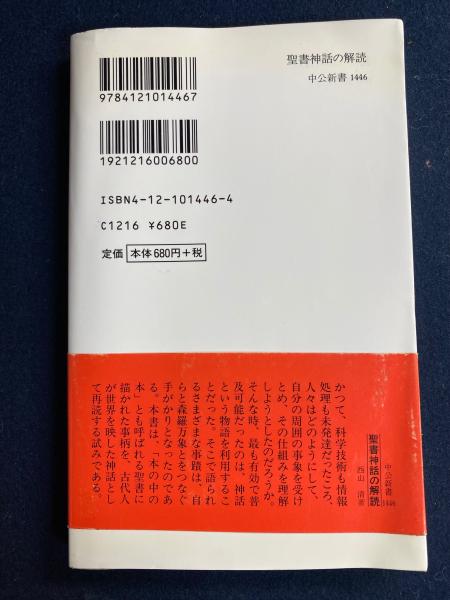 聖書神話の解読
中公新書 1446
9784121014467
1921216006800
ISBN4-12-101446-4
C1216 ¥680E
定価 本体680円+税
中公新書
1446
聖書神話の解読
西山 清著
かつて、科学技術も情報
処理も未発達だったころ、
人々はどのようにして、
自分の周囲の事象を受け
とめ、その仕組みを理解
しようとしたのだろうか。
そんな時、最も有効で普
及可能だったのは、神話
という物語を利用するこ
とだった。そこで語られ
るさまざまな事蹟は、自
らと森羅万象とをつなぐ
手がかりとなったのであ
る。本書は、「本の中の
本」とも呼ばれる聖書に
描かれた事柄を、古代人
が世界を映した神話とし
て再読する試みである。